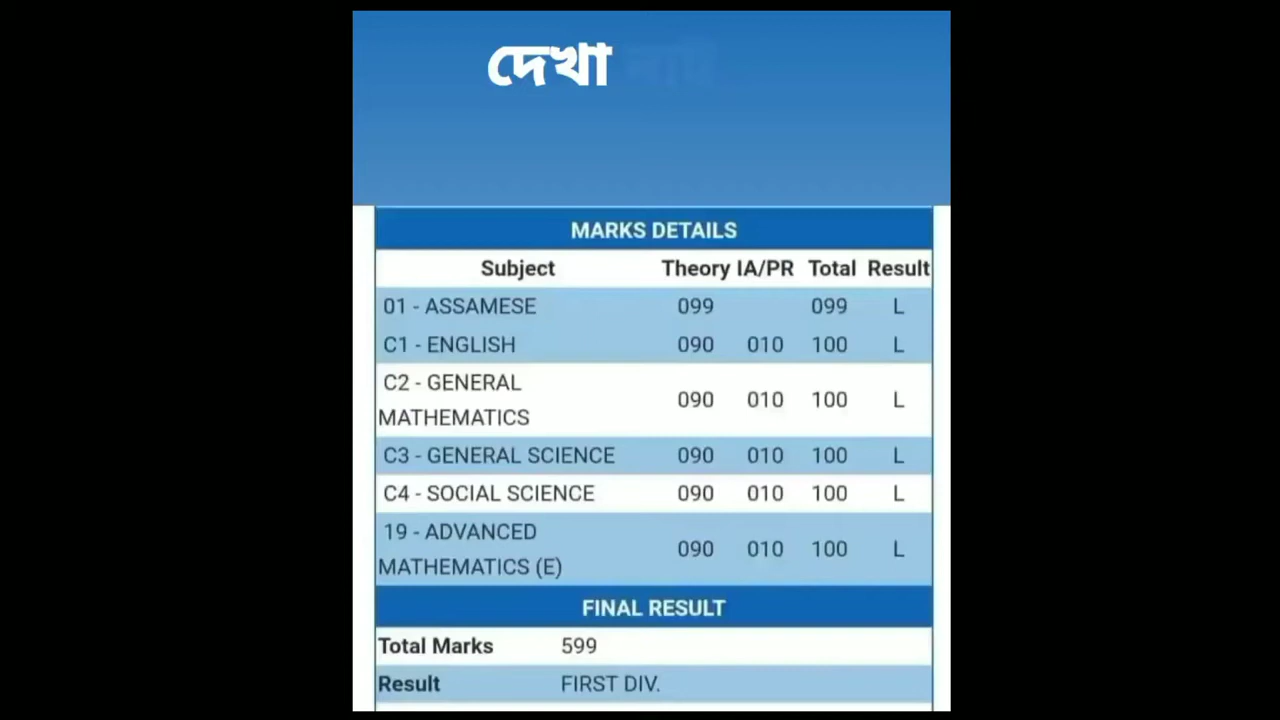 দেখা
MARKS DETAILS
Subject Theory IA/PR Total Result
01 - ASSAMESE 099 099 L
C1 - ENGLISH 090 010 100 L
C2 - GENERAL
MATHEMATICS 090 010 100 L
C3 - GENERAL SCIENCE 090 010 100 L
C4 - SOCIAL SCIENCE 090 010 100 L
19 - ADVANCED
MATHEMATICS (E) 090 010 100 L
FINAL RESULT
Total Marks 599
Result FIRST DIV.